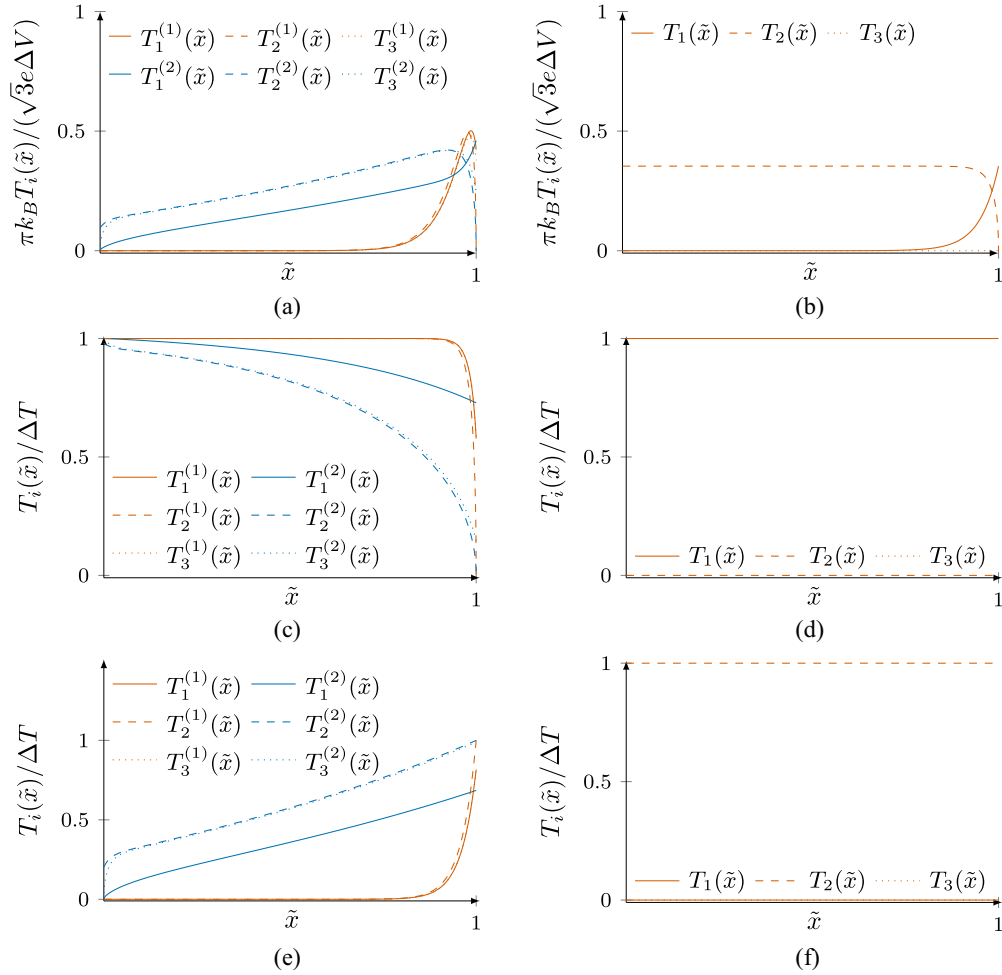 1
0.5
0
πk_BT_i(x̃)/(√3eΔV)
T_1^{(1)}(x̃) T_2^{(1)}(x̃) T_3^{(1)}(x̃)
T_1^{(2)}(x̃) T_2^{(2)}(x̃) T_3^{(2)}(x̃)
x̃
1
(a)
1
0.5
0
πk_BT_i(x̃)/(√3eΔV)
T_1(x̃) T_2(x̃) T_3(x̃)
x̃
1
(b)
1
0.5
0
T_i(x̃)/ΔT
T_1^{(1)}(x̃) T_1^{(2)}(x̃)
T_2^{(1)}(x̃) T_2^{(2)}(x̃)
T_3^{(1)}(x̃) T_3^{(2)}(x̃)
x̃
1
(c)
1
0.5
0
T_i(x̃)/ΔT
T_1(x̃) T_2(x̃) T_3(x̃)
x̃
1
(d)
T_1^{(1)}(x̃) T_1^{(2)}(x̃)
T_2^{(1)}(x̃) T_2^{(2)}(x̃)
T_3^{(1)}(x̃) T_3^{(2)}(x̃)
1
0.5
0
T_i(x̃)/ΔT
x̃
1
(e)
1
0.5
0
T_i(x̃)/ΔT
T_1(x̃) T_2(x̃) T_3(x̃)
x̃
1
(f)